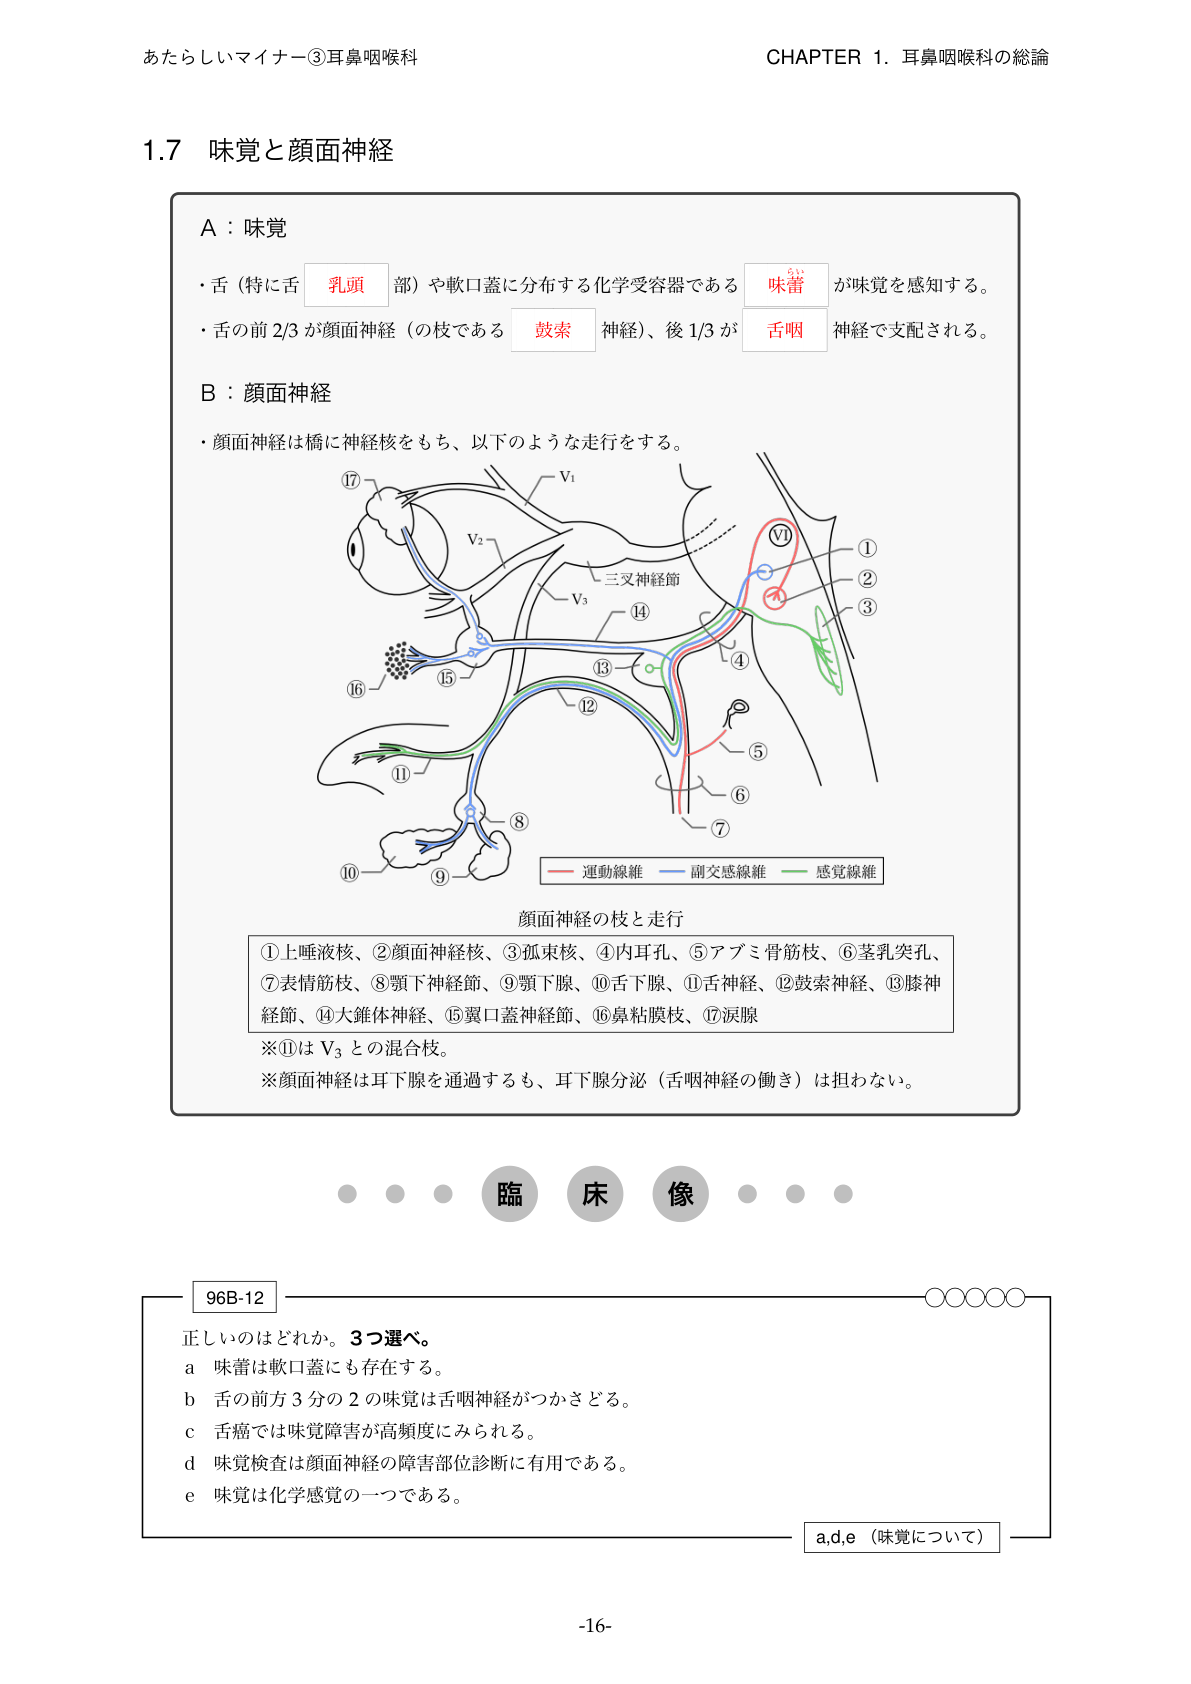 あたらしいマイナー③耳鼻咽喉科
CHAPTER 1. 耳鼻咽喉科の総論
1.7 味覚と顔面神経
A：味覚
・舌（特に舌 乳頭 部）や軟口蓋に分布する化学受容器である 味蕾 が味覚を感知する。
らい
・舌の前 2/3 が顔面神経（の枝である 鼓索 神経）、後 1/3 が 舌咽 神経で支配される。
B：顔面神経
・顔面神経は橋に神経核をもち、以下のような走行をする。
⑰
V₁
V₂
VI
①
②
三叉神経節
V₃
③
⑭
④
⑬
⑮
⑯
⑫
⑤
⑪
⑥
⑧
⑦
⑩
⑨
運動線維 副交感線維 感覚線維
顔面神経の枝と走行
①上唾液核、②顔面神経核、③孤束核、④内耳孔、⑤アブミ骨筋枝、⑥茎乳突孔、
⑦表情筋枝、⑧顎下神経節、⑨顎下腺、⑩舌下腺、⑪舌神経、⑫鼓索神経、⑬膝神
経節、⑭大錐体神経、⑮翼口蓋神経節、⑯鼻粘膜枝、⑰涙腺
※⑪は V₃ との混合枝。
※顔面神経は耳下腺を通過するも、耳下腺分泌（舌咽神経の働き）は担わない。
臨 床 像
96B-12
正しいのはどれか。3つ選べ。
a 味蕾は軟口蓋にも存在する。
b 舌の前方 3 分の 2 の味覚は舌咽神経がつかさどる。
c 舌癌では味覚障害が高頻度にみられる。
d 味覚検査は顔面神経の障害部位診断に有用である。
e 味覚は化学感覚の一つである。
a,d,e （味覚について）
-16-